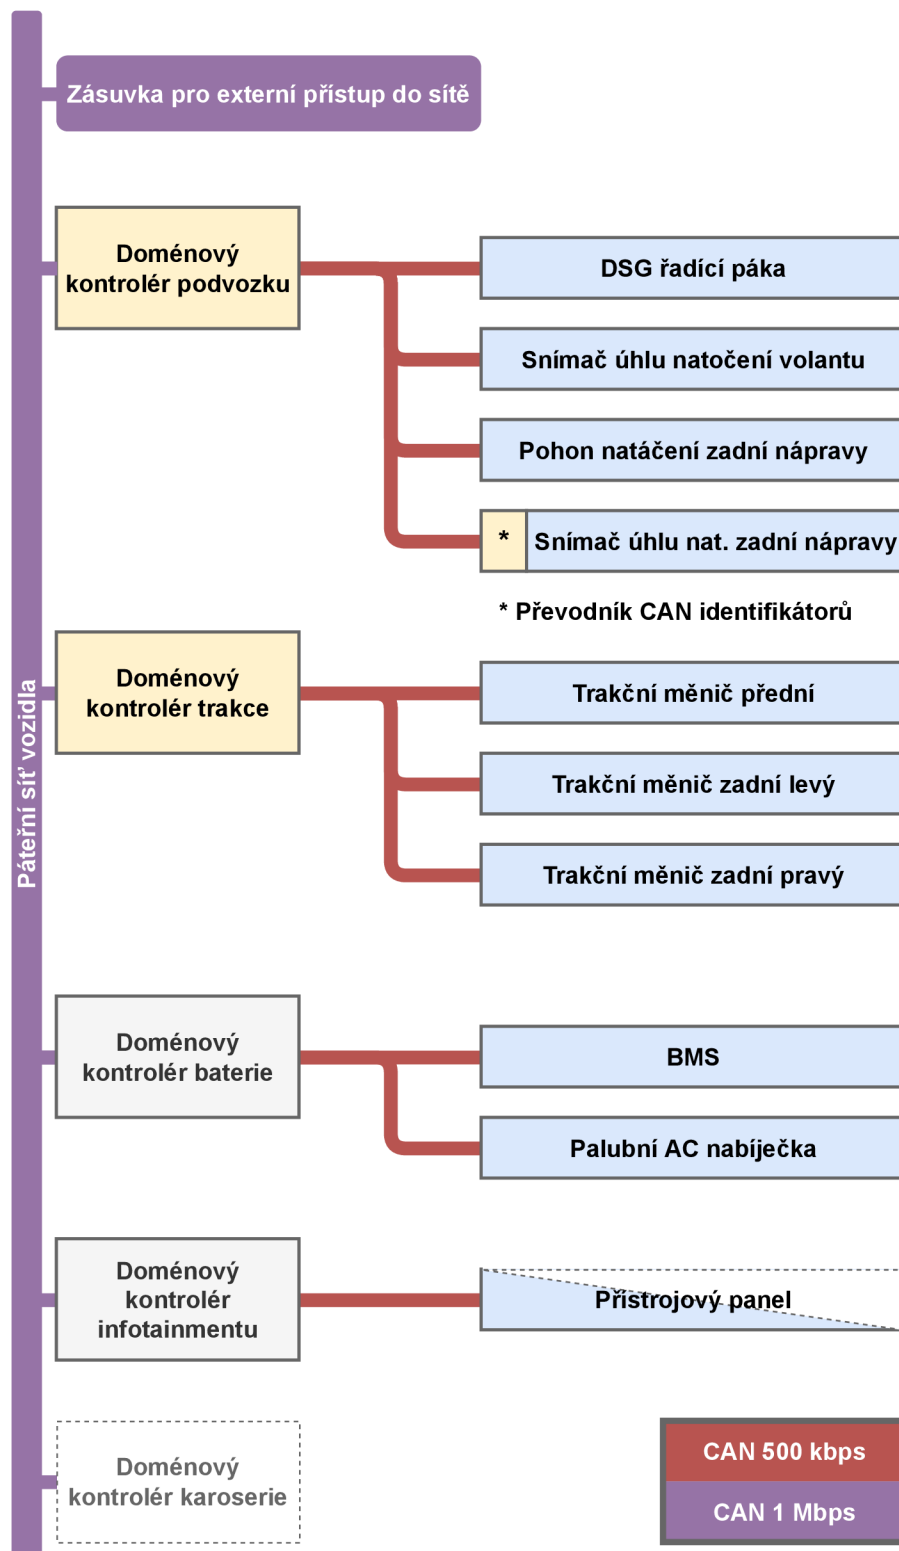 Zásuvka pro externí přístup do sítě
Doménový
kontrolér podvozku
DSG řadící páka
Snímač úhlu natočení volantu
Pohon natáčení zadní nápravy
* Snímač úhlu nat. zadní nápravy
* Převodník CAN identifikátorů
Páteřní síť vozidla
Doménový
kontrolér trakce
Trakční měnič přední
Trakční měnič zadní levý
Trakční měnič zadní pravý
Doménový
kontrolér baterie
BMS
Palubní AC nabíječka
Doménový
kontrolér
infotainmentu
Přístrojový panel
Doménový
kontrolér karoserie
CAN 500 kbps
CAN 1 Mbps